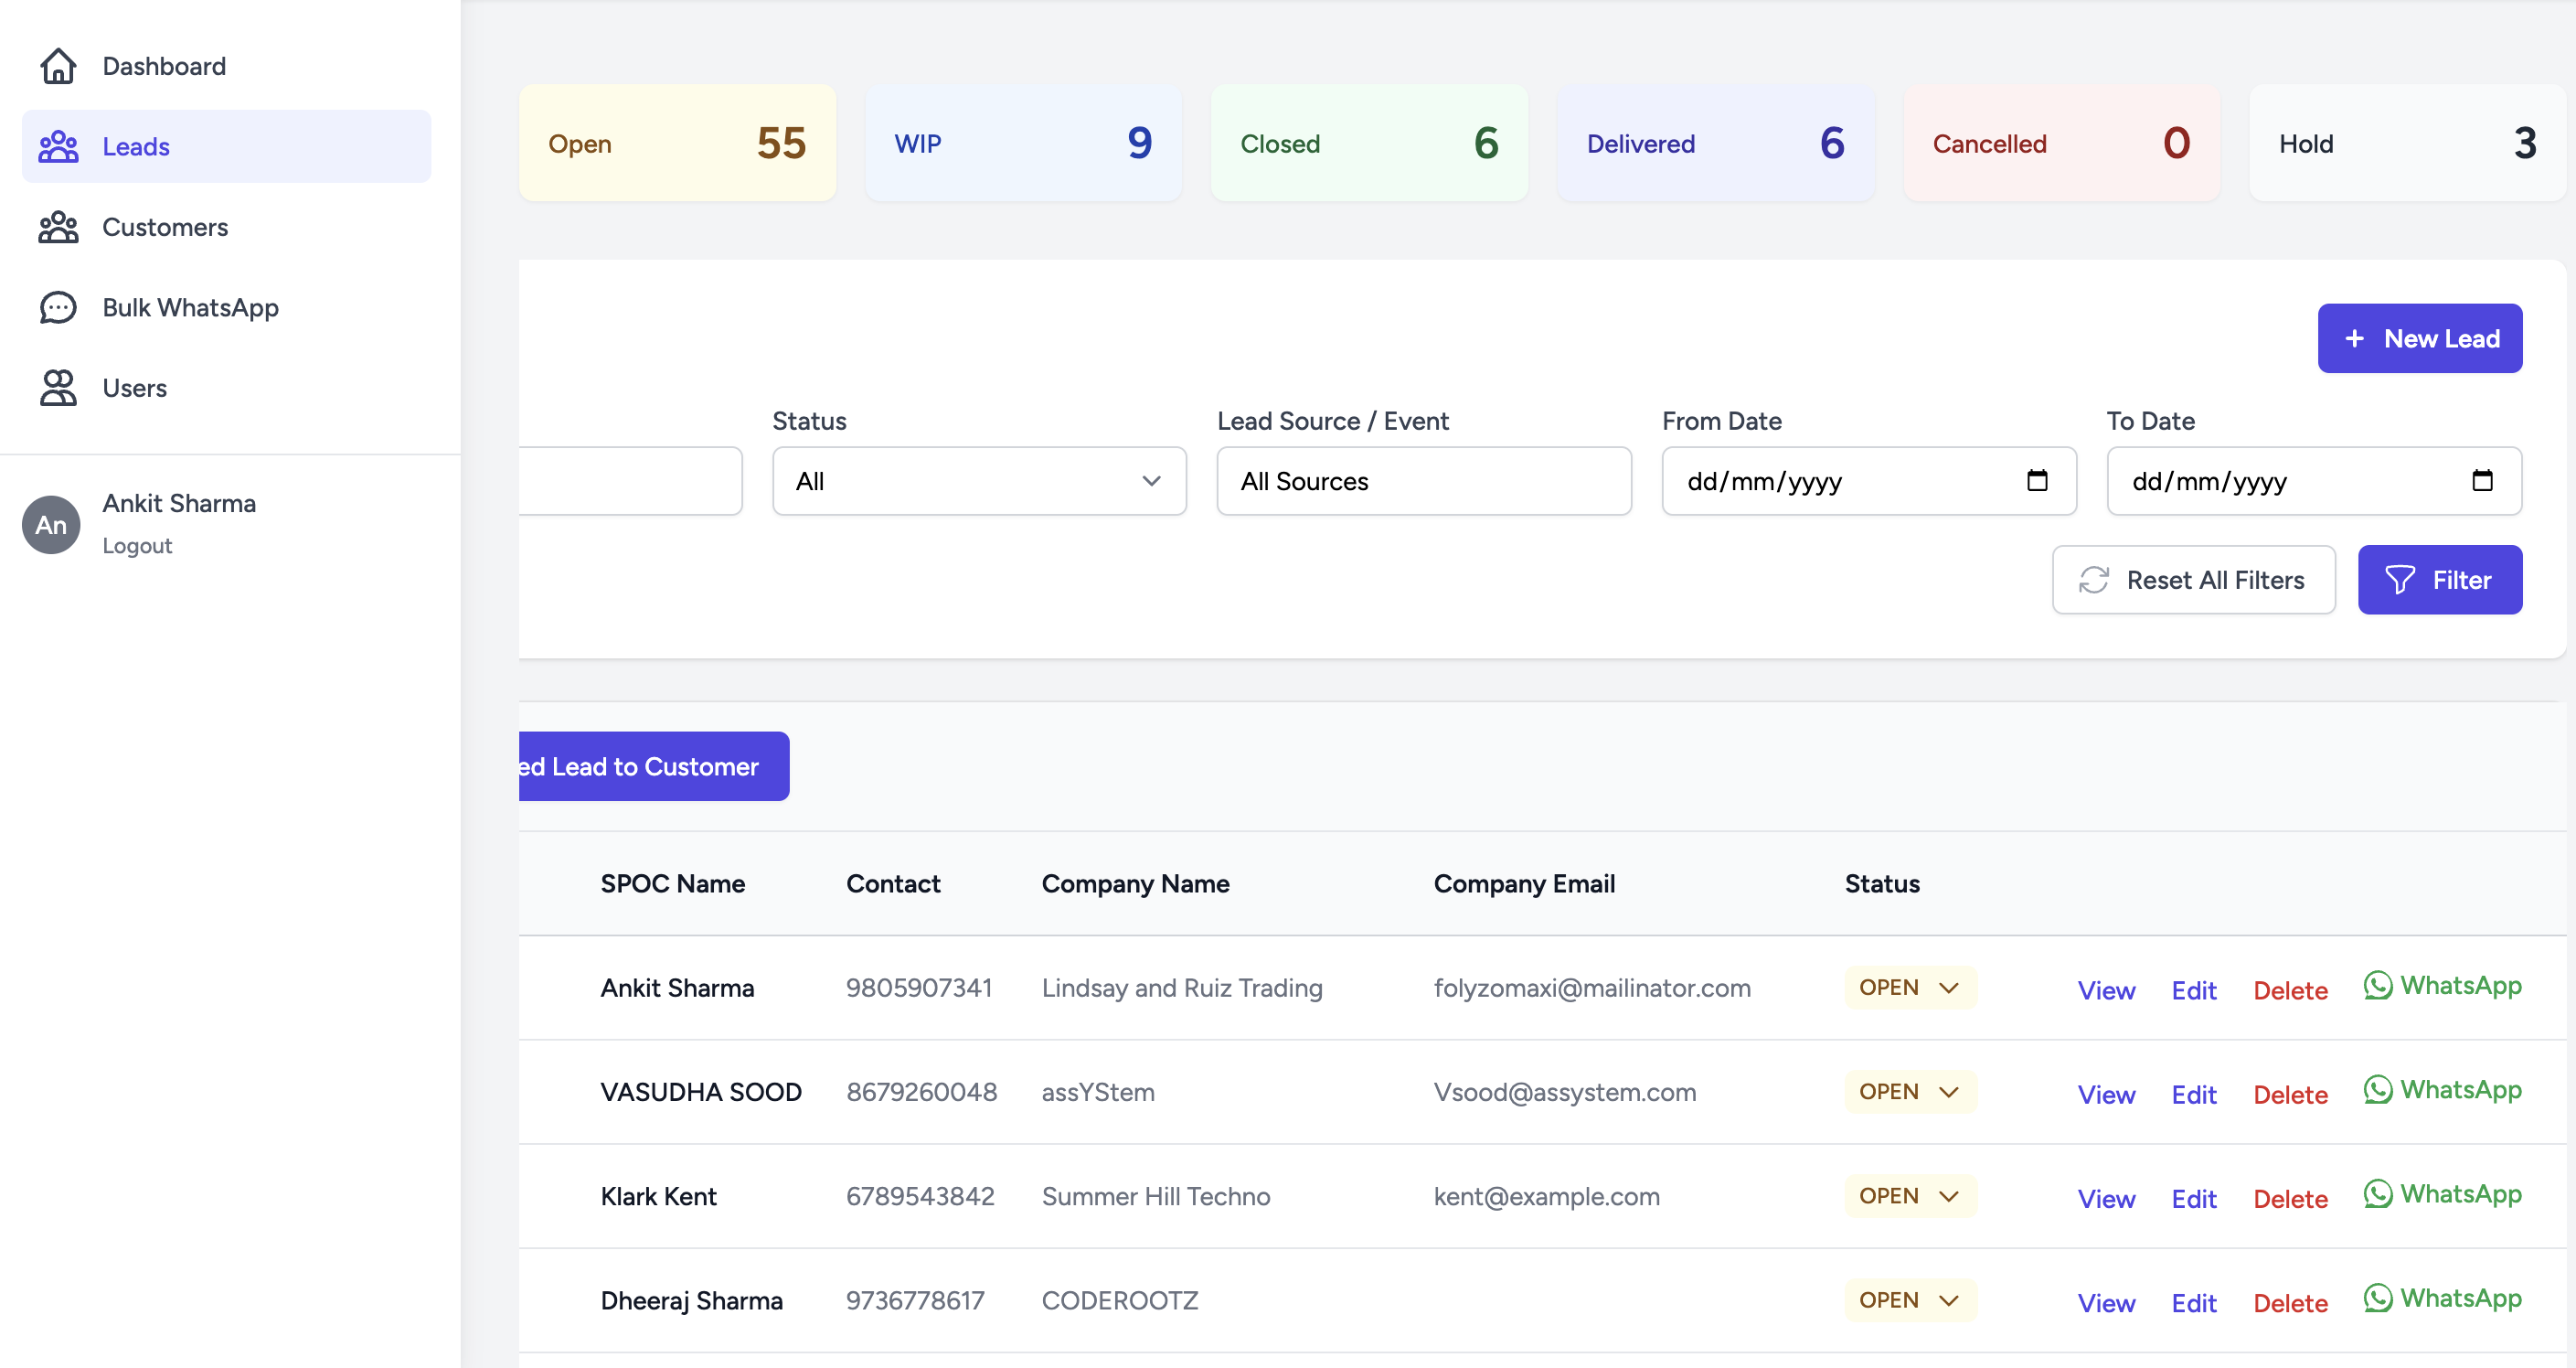 Dashboard
Leads
Customers
Bulk WhatsApp
Users
An
Ankit Sharma
Logout
Open 55
WIP 9
Closed 6
Delivered 6
Cancelled 0
Hold 3
+ New Lead
Status
All
Lead Source / Event
All Sources
From Date
dd/mm/yyyy
To Date
dd/mm/yyyy
Reset All Filters
Filter
ed Lead to Customer
SPOC Name Contact Company Name Company Email Status
Ankit Sharma 9805907341 Lindsay and Ruiz Trading folyzomaxi@mailinator.com OPEN View Edit Delete WhatsApp
VASUDHA SOOD 8679260048 assYStem Vsood@assystem.com OPEN View Edit Delete WhatsApp
Klark Kent 6789543842 Summer Hill Techno kent@example.com OPEN View Edit Delete WhatsApp
Dheeraj Sharma 9736778617 CODEROOTZ OPEN View Edit Delete WhatsApp